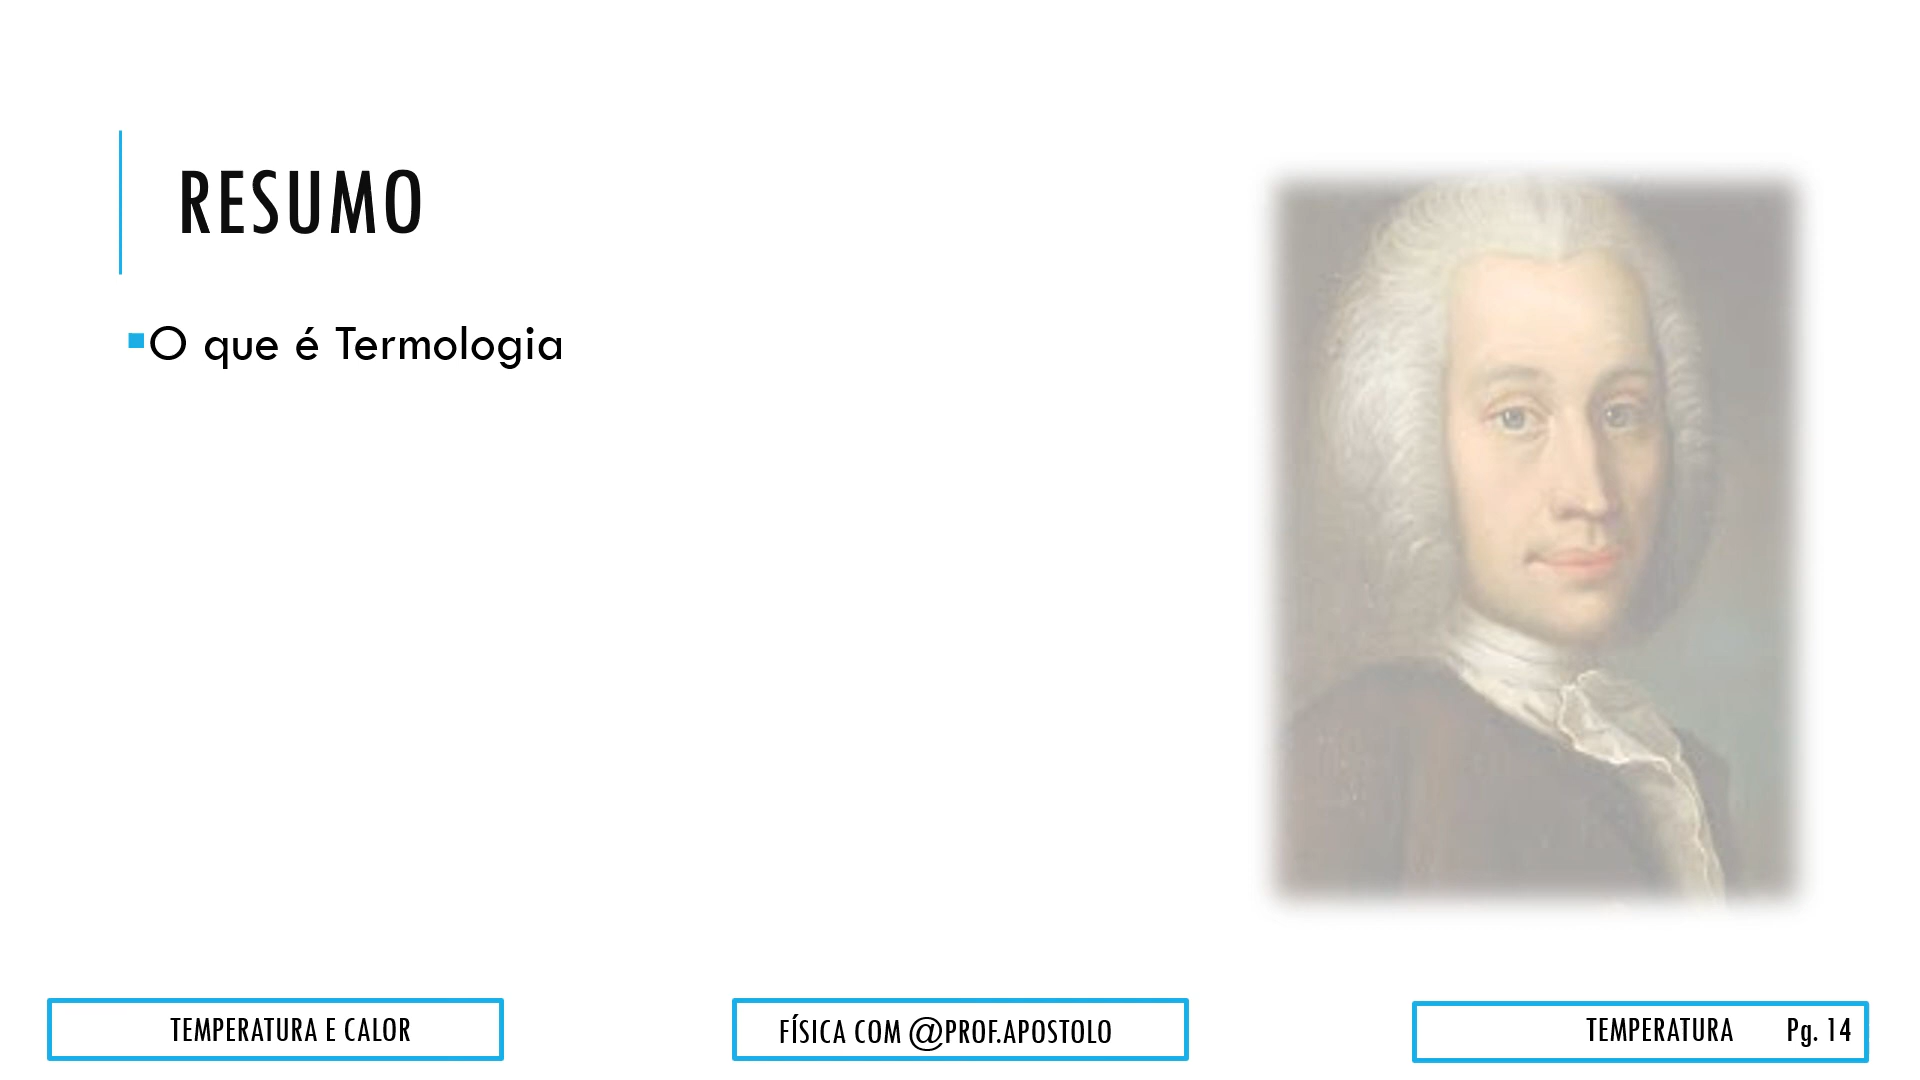 RESUMO
O que é Termologia
TEMPERATURA E CALOR
FÍSICA COM @PROF.APOSTOLO
TEMPERATURA Pg. 14